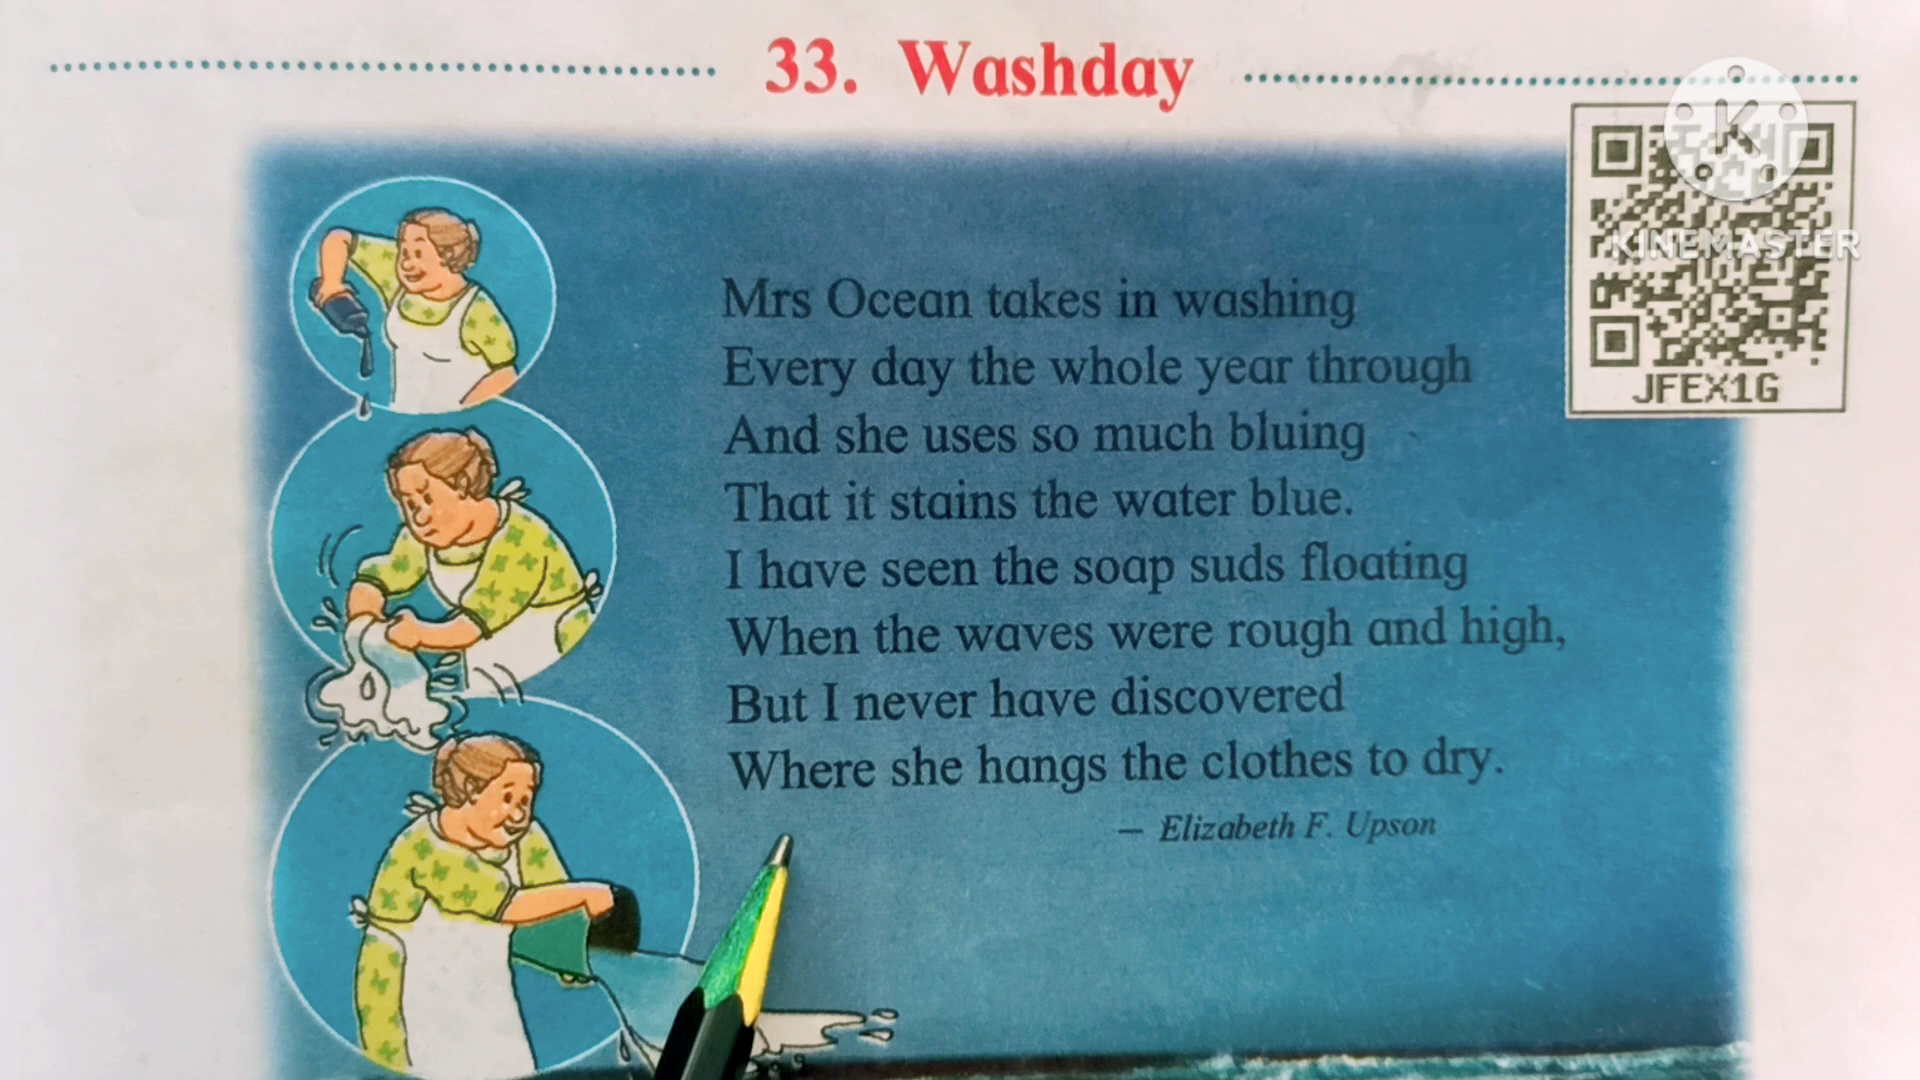 33. Washday
K
KINEMASTER
JFEX1G
Mrs Ocean takes in washing
Every day the whole year through
And she uses so much bluing
That it stains the water blue.
I have seen the soap suds floating
When the waves were rough and high,
But I never have discovered
Where she hangs the clothes to dry.
– Elizabeth F. Upson